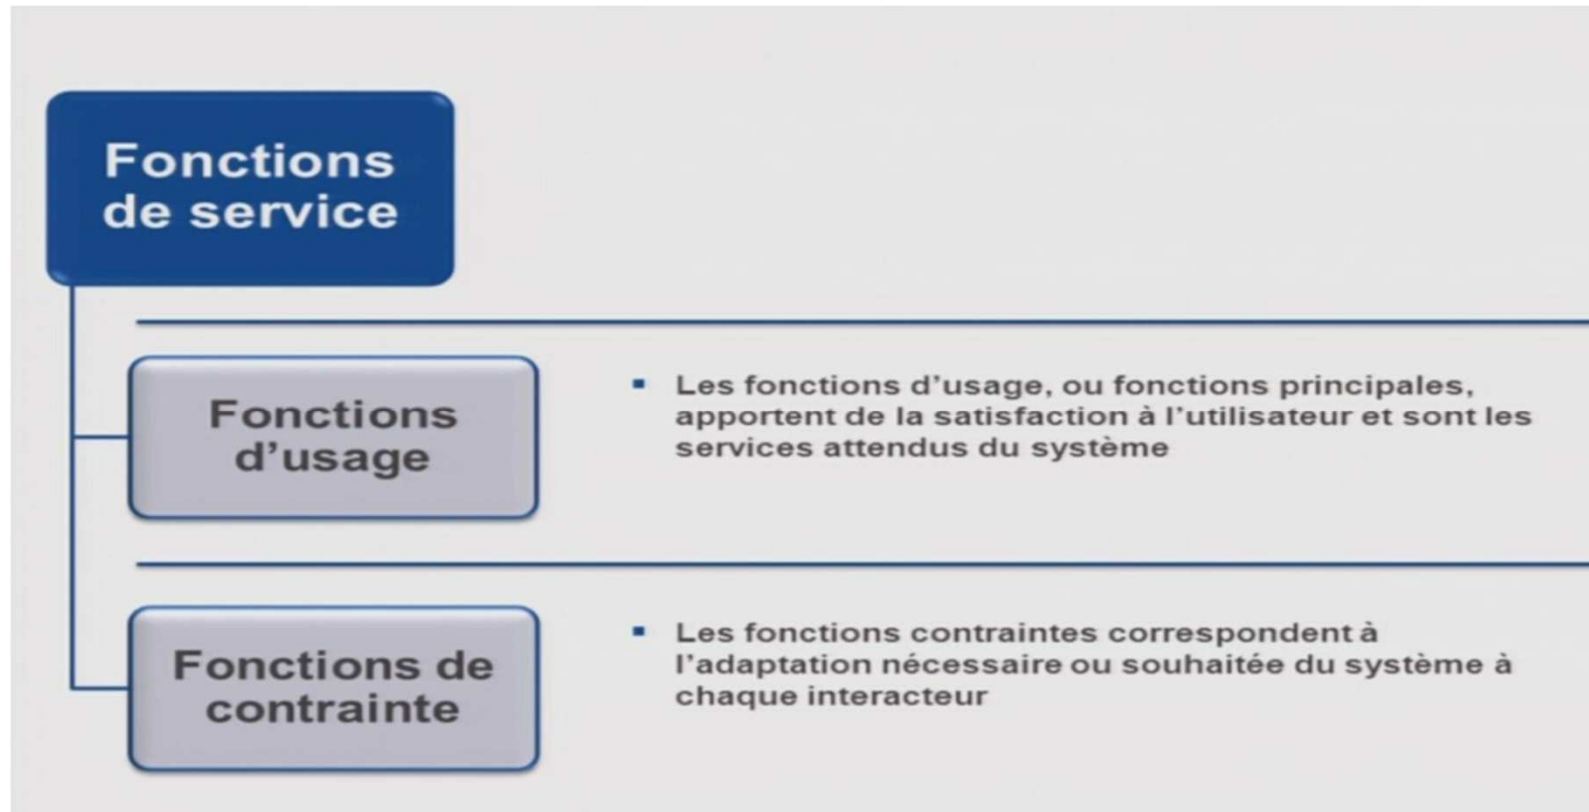 Fonctions
de service
Fonctions
d’usage
▪ Les fonctions d’usage, ou fonctions principales,
apportent de la satisfaction à l’utilisateur et sont les
services attendus du système
Fonctions de
contrainte
▪ Les fonctions contraintes correspondent à
l’adaptation nécessaire ou souhaitée du système à
chaque interacteur